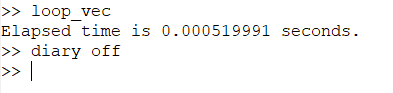 >> loop_vec
Elapsed time is 0.000519991 seconds.
>> diary off
>>